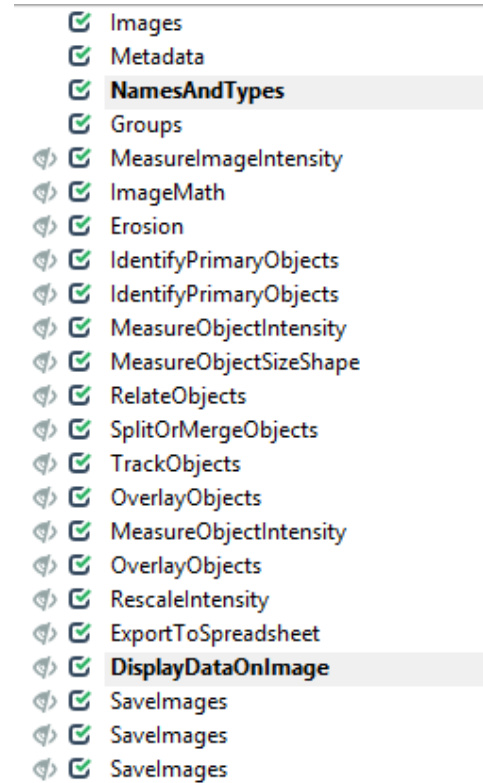 Images
Metadata
NamesAndTypes
Groups
MeasureImageIntensity
ImageMath
Erosion
IdentifyPrimaryObjects
IdentifyPrimaryObjects
MeasureObjectIntensity
MeasureObjectSizeShape
RelateObjects
SplitOrMergeObjects
TrackObjects
OverlayObjects
MeasureObjectIntensity
OverlayObjects
RescaleIntensity
ExportToSpreadsheet
DisplayDataOnImage
SaveImages
SaveImages
SaveImages